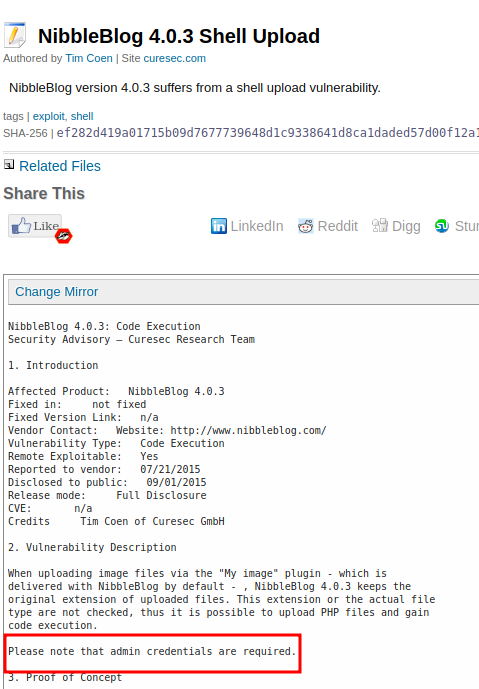 NibbleBlog 4.0.3 Shell Upload
Authored by Tim Coen | Site curesec.com
NibbleBlog version 4.0.3 suffers from a shell upload vulnerability.
tags | exploit, shell
SHA-256 | ef282d419a01715b09d7677739648d1c9338641d8ca1daded57d00f12a1
Related Files
Share This
Like
LinkedIn Reddit Digg Stu
Change Mirror
NibbleBlog 4.0.3: Code Execution
Security Advisory – Curesec Research Team
1. Introduction
Affected Product: NibbleBlog 4.0.3
Fixed in: not fixed
Fixed Version Link: n/a
Vendor Contact: Website: http://www.nibbleblog.com/
Vulnerability Type: Code Execution
Remote Exploitable: Yes
Reported to vendor: 07/21/2015
Disclosed to public: 09/01/2015
Release mode: Full Disclosure
CVE: n/a
Credits Tim Coen of Curesec GmbH
2. Vulnerability Description
When uploading image files via the "My image" plugin - which is
delivered with NibbleBlog by default - , NibbleBlog 4.0.3 keeps the
original extension of uploaded files. This extension or the actual file
type are not checked, thus it is possible to upload PHP files and gain
code execution.
Please note that admin credentials are required.
3. Proof of Concept